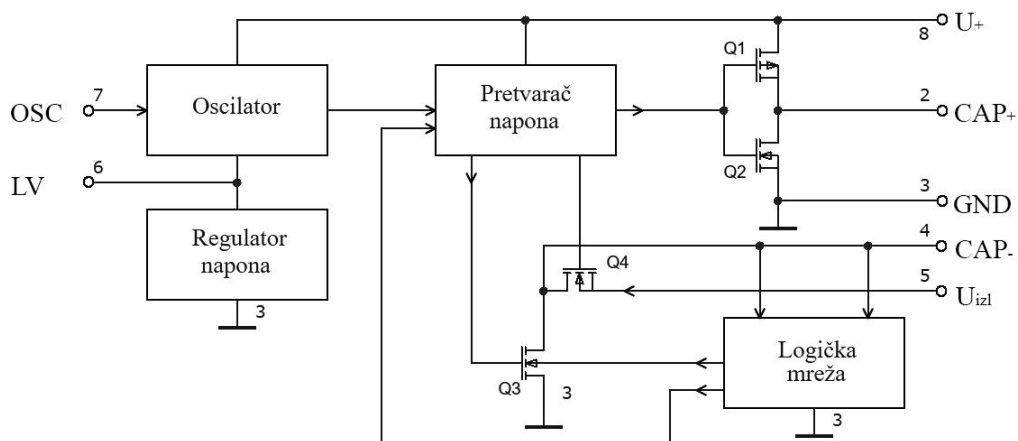 8
U+
Q1
OSC
7
Oscilator
Pretvarač
napona
2
CAP+
LV
6
Q2
3
GND
Regulator
napona
4
CAP-
Q4
5
Uizl
3
Logička
mreža
Q3
3
3